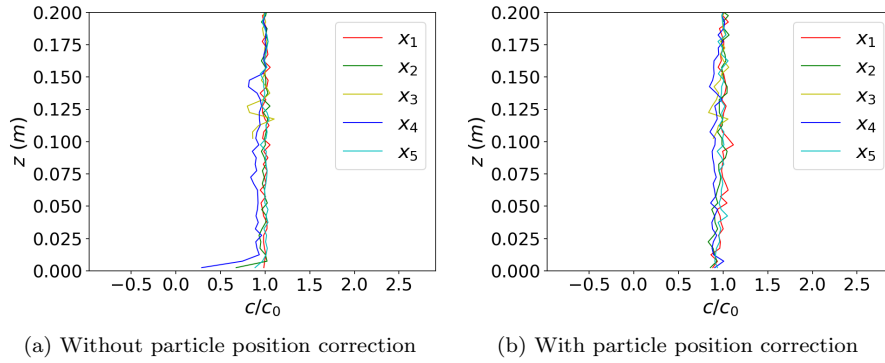 0.200
0.175
0.150
0.125
0.100
0.075
0.050
0.025
0.000
z (m)
−0.5 0.0 0.5 1.0 1.5 2.0 2.5
c/c₀
x₁
x₂
x₃
x₄
x₅
(a) Without particle position correction
0.200
0.175
0.150
0.125
0.100
0.075
0.050
0.025
0.000
z (m)
−0.5 0.0 0.5 1.0 1.5 2.0 2.5
c/c₀
x₁
x₂
x₃
x₄
x₅
(b) With particle position correction